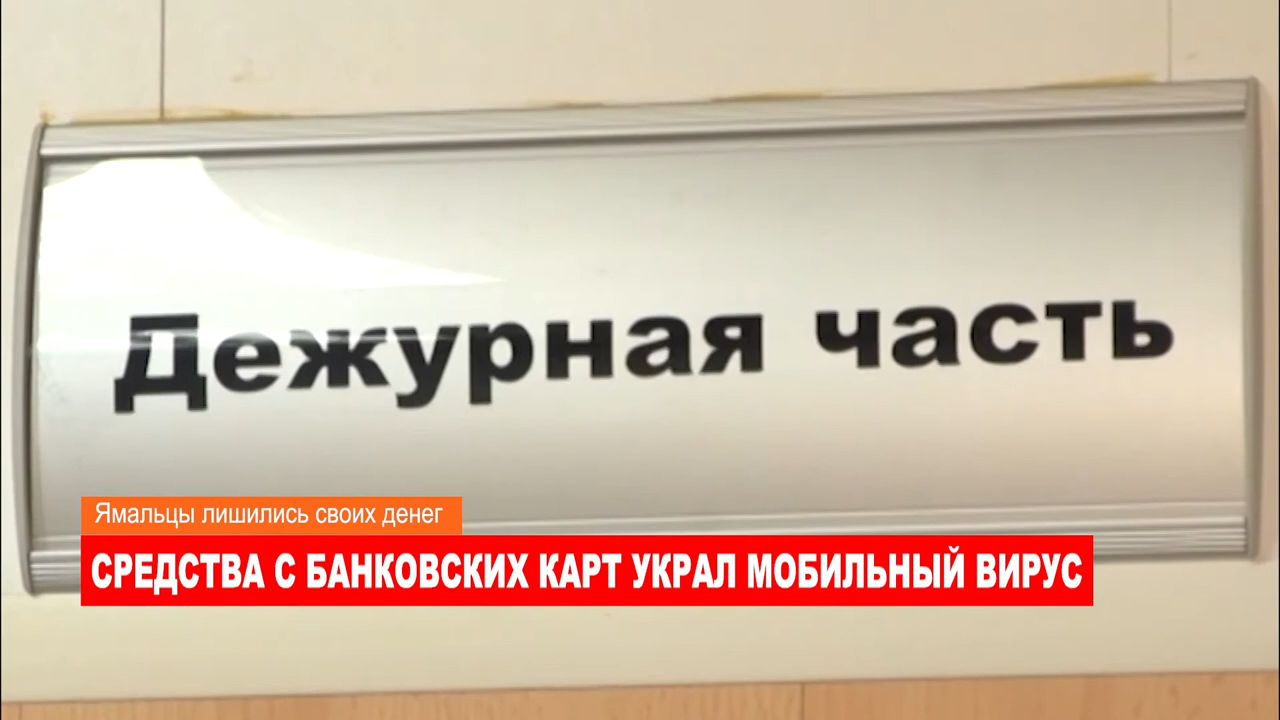 Дежурная часть
Ямальцы лишились своих денег
СРЕДСТВА С БАНКОВСКИХ КАРТ УКРАЛ МОБИЛЬНЫЙ ВИРУС